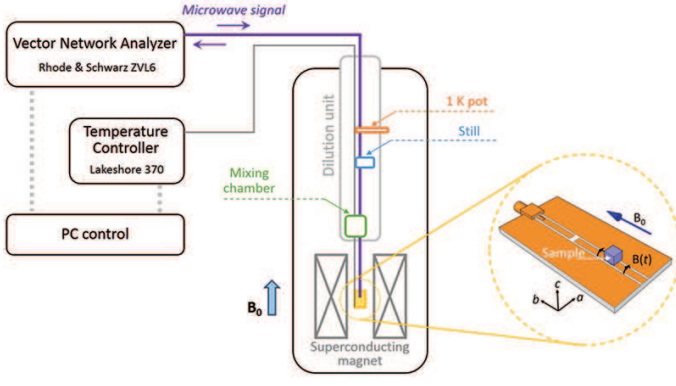 Microwave signal
Vector Network Analyzer
Rhode & Schwarz ZVL6
Temperature
Controller
Lakeshore 370
PC control
Dilution unit
1 K pot
Still
Mixing
chamber
B₀
Superconducting
magnet
B₀
Sample
B(t)
c
b
a